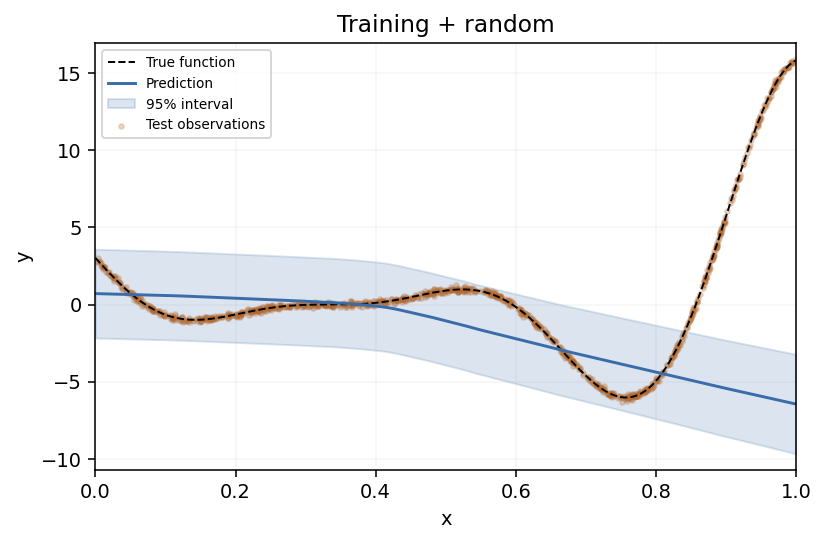 Training + random
True function
Prediction
95% interval
Test observations
15
10
5
0
−5
−10
y
0.0 0.2 0.4 0.6 0.8 1.0
x